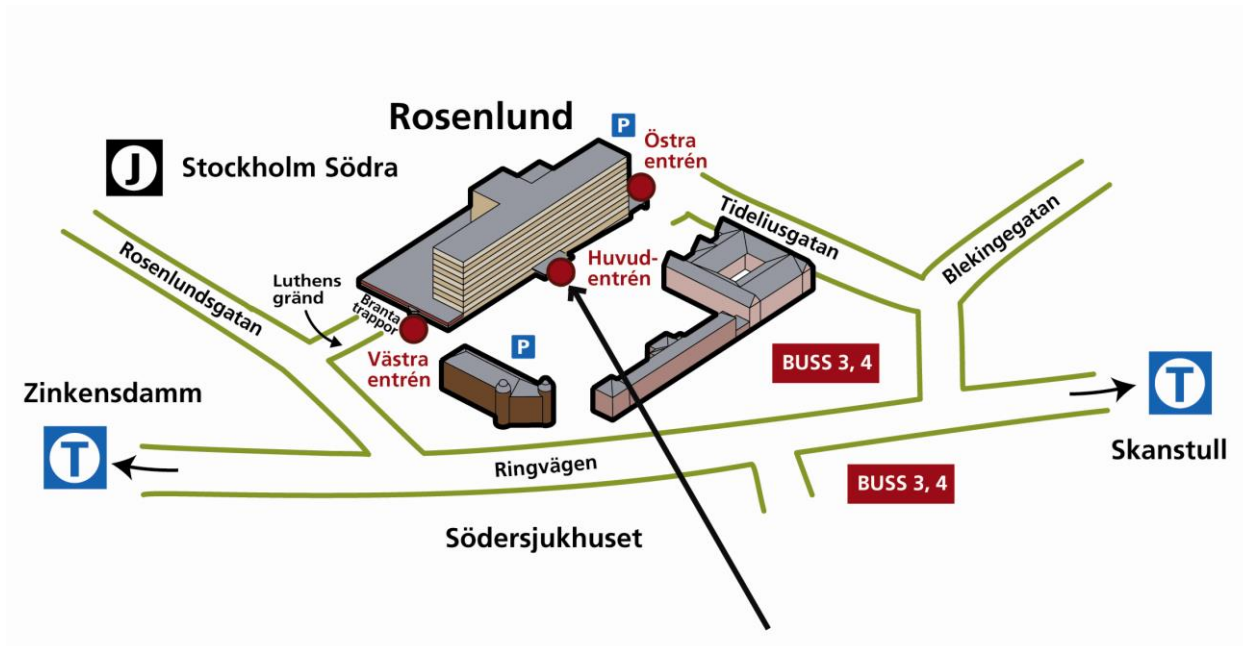 Rosenlund
P
Östra
entrén
J
Stockholm Södra
Tideliusgatan
Blekingegatan
Rosenlundsgatan
Luthens
gränd
Branta
trappor
Huvud-
entrén
Västra
entrén
P
BUSS 3, 4
Zinkensdamm
T
T
Skanstull
Ringvägen
BUSS 3, 4
Södersjukhuset